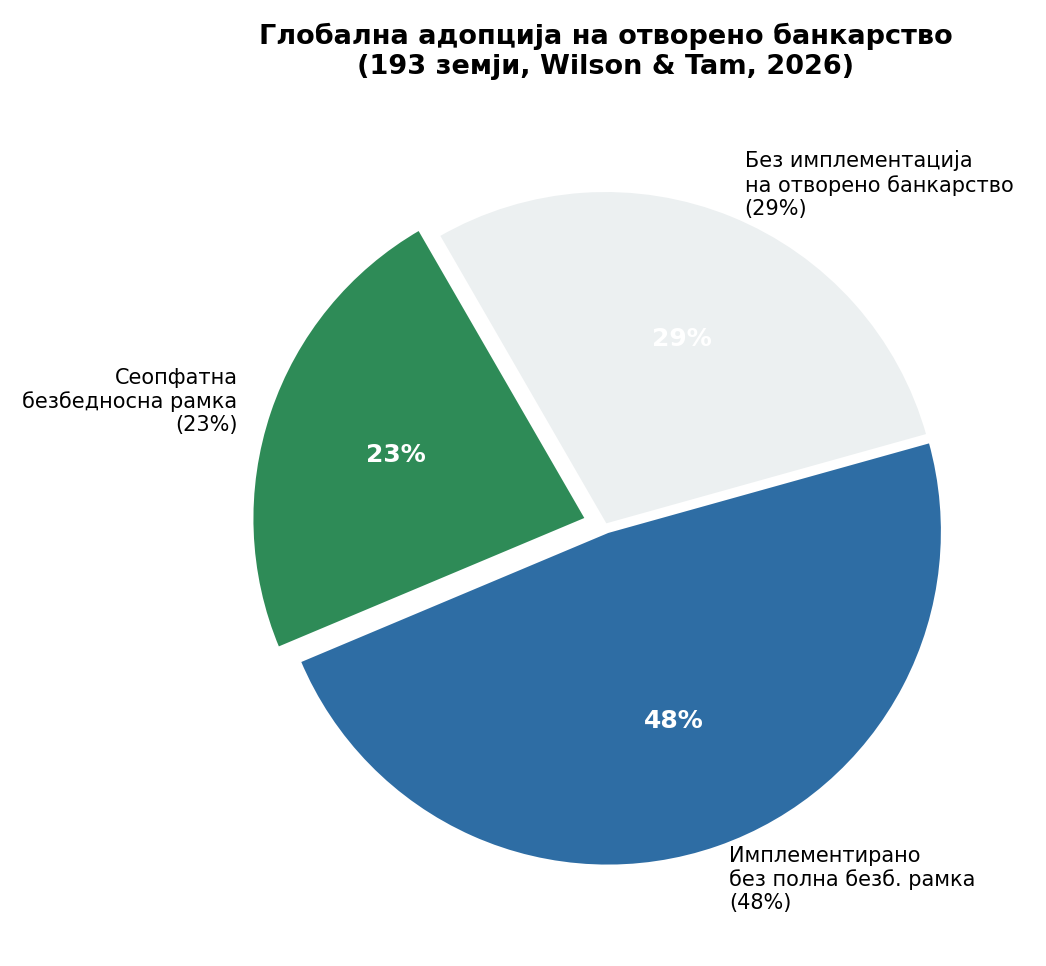 Глобална адопција на отворено банкарство
(193 земји, Wilson & Tam, 2026)
Без имплементација
на отворено банкарство
(29%)
29%
Сеопфатна
безбедносна рамка
(23%)
23%
48%
Имплементирано
без полна безб. рамка
(48%)